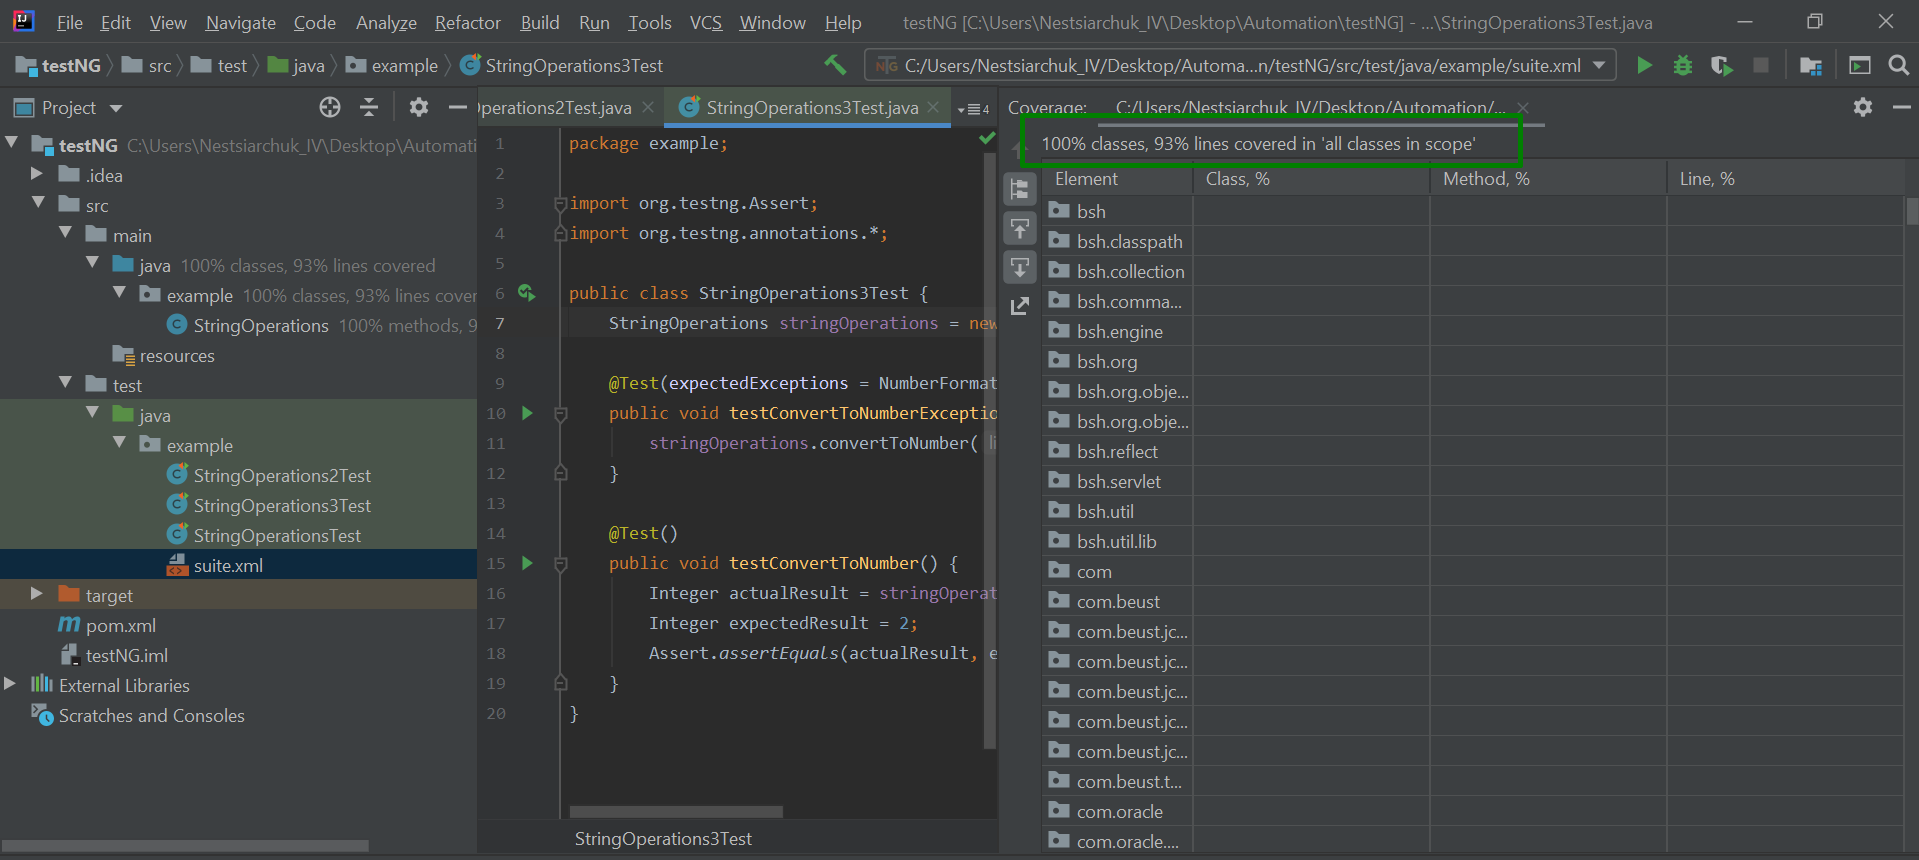 File Edit View Navigate Code Analyze Refactor Build Run Tools VCS Window Help testNG [C:\Users\Nestsiarchuk_IV\Desktop\Automation\testNG] - ...\StringOperations3Test.java
testNG src test java example StringOperations3Test C:/Users/Nestsiarchuk_IV/Desktop/Automa...n/testNG/src/test/java/example/suite.xml
Project
testNG C:\Users\Nestsiarchuk_IV\Desktop\Automati
.idea
src
main
java 100% classes, 93% lines covered
example 100% classes, 93% lines cover
StringOperations 100% methods, 9
resources
test
java
example
StringOperations2Test
StringOperations3Test
StringOperationsTest
suite.xml
target
pom.xml
testNG.iml
External Libraries
Scratches and Consoles
Operations2Test.java StringOperations3Test.java 4
1 package example;
2
3 import org.testng.Assert;
4 import org.testng.annotations.*;
5
6 public class StringOperations3Test {
7 StringOperations stringOperations = new
8
9 @Test(expectedExceptions = NumberFormat
10 public void testConvertToNumberExceptio
11 stringOperations.convertToNumber( li
12 }
13
14 @Test()
15 public void testConvertToNumber() {
16 Integer actualResult = stringOperat
17 Integer expectedResult = 2;
18 Assert.assertEquals(actualResult, e
19 }
20 }
StringOperations3Test
Coverage: C:/Users/Nestsiarchuk_IV/Desktop/Automation/...
100% classes, 93% lines covered in 'all classes in scope'
Element Class, % Method, % Line, %
bsh
bsh.classpath
bsh.collection
bsh.comma...
bsh.engine
bsh.org
bsh.org.obje...
bsh.org.obje...
bsh.reflect
bsh.servlet
bsh.util
bsh.util.lib
com
com.beust
com.beust.jc...
com.beust.jc...
com.beust.jc...
com.beust.jc...
com.beust.jc...
com.beust.t...
com.oracle
com.oracle....